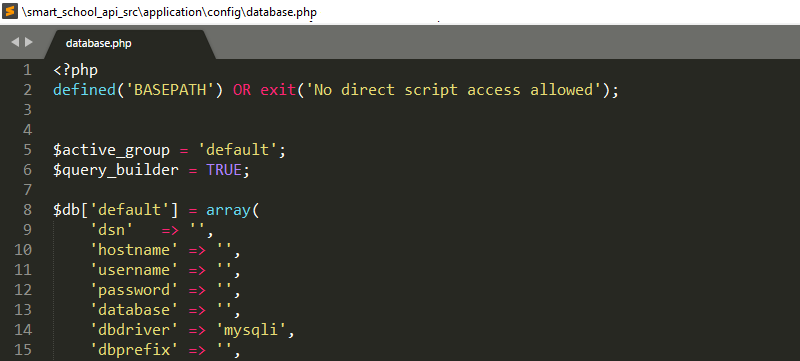 \smart_school_api_src\application\config\database.php
database.php
1 <?php
2 defined('BASEPATH') OR exit('No direct script access allowed');
3
4
5 $active_group = 'default';
6 $query_builder = TRUE;
7
8 $db['default'] = array(
9 'dsn'   => '',
10 'hostname' => '',
11 'username' => '',
12 'password' => '',
13 'database' => '',
14 'dbdriver' => 'mysqli',
15 'dbprefix' => '',